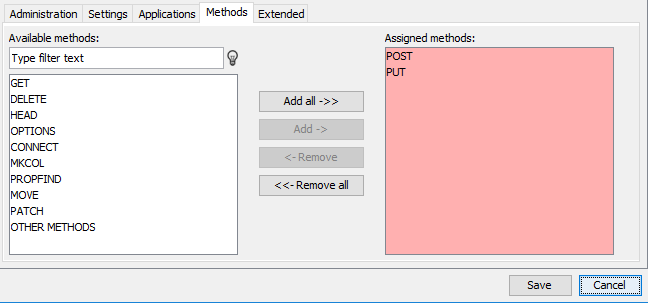 Administration Settings Applications Methods Extended
Available methods:
Assigned methods:
Type filter text
GET
DELETE
HEAD
OPTIONS
CONNECT
MKCOL
PROPFIND
MOVE
PATCH
OTHER METHODS
Add all ->>
Add ->
<- Remove
<<- Remove all
POST
PUT
Save
Cancel